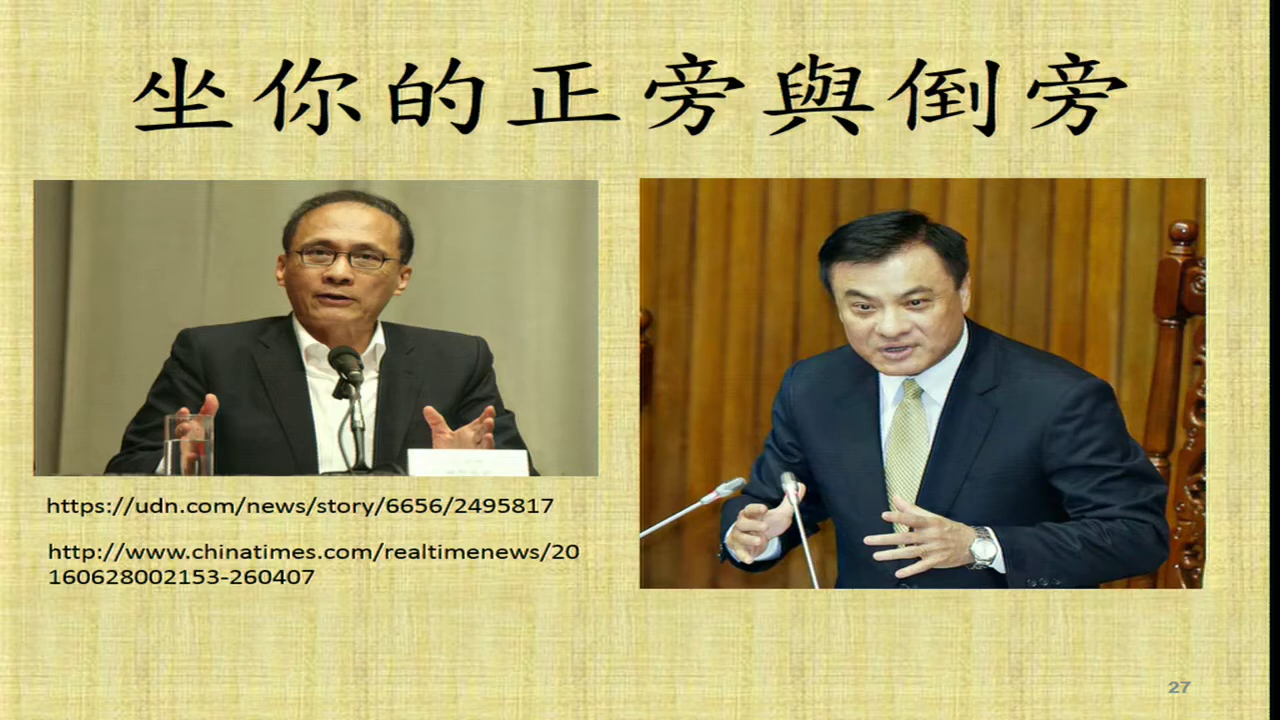 坐你的正旁與倒旁
https://udn.com/news/story/6656/2495817
http://www.chinatimes.com/realtimenews/20
160628002153-260407
27